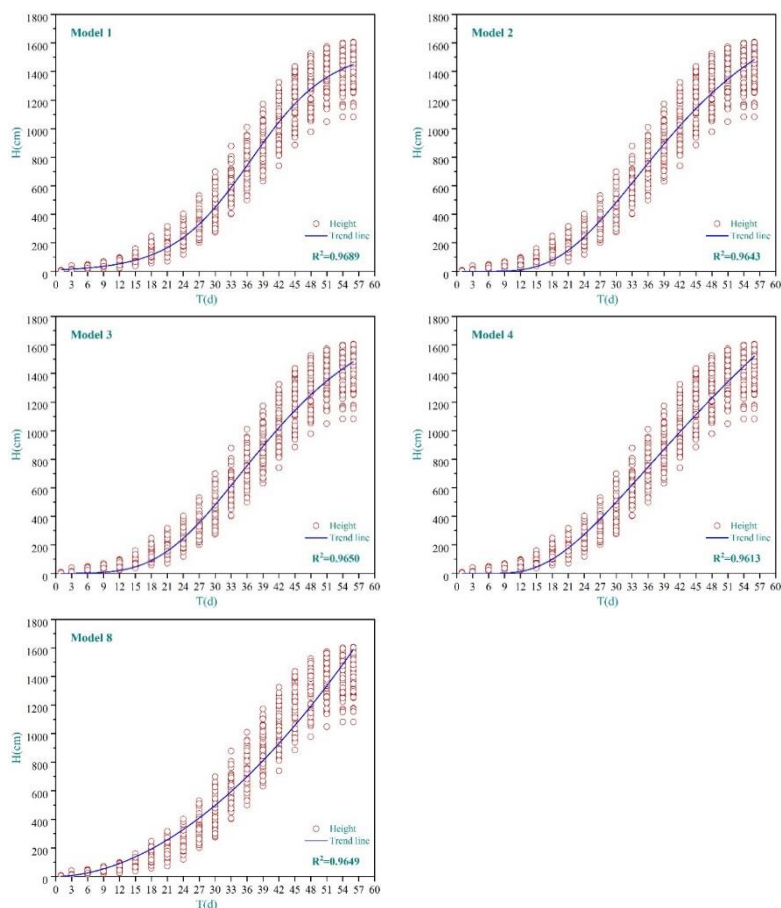 Model 1
1800
1600
1400
1200
1000
800
600
400
200
0
H(cm)
Height
Trend line
R²=0.9689
0 3 6 9 12 15 18 21 24 27 30 33 36 39 42 45 48 51 54 57 60
T(d)
Model 2
1800
1600
1400
1200
1000
800
600
400
200
0
H(cm)
Height
Trend line
R²=0.9643
0 3 6 9 12 15 18 21 24 27 30 33 36 39 42 45 48 51 54 57 60
T(d)
Model 3
1800
1600
1400
1200
1000
800
600
400
200
0
H(cm)
Height
Trend line
R²=0.9650
0 3 6 9 12 15 18 21 24 27 30 33 36 39 42 45 48 51 54 57 60
T(d)
Model 4
1800
1600
1400
1200
1000
800
600
400
200
0
H(cm)
Height
Trend line
R²=0.9613
0 3 6 9 12 15 18 21 24 27 30 33 36 39 42 45 48 51 54 57 60
T(d)
Model 8
1800
1600
1400
1200
1000
800
600
400
200
0
H(cm)
Height
Trend line
R²=0.9649
0 3 6 9 12 15 18 21 24 27 30 33 36 39 42 45 48 51 54 57 60
T(d)